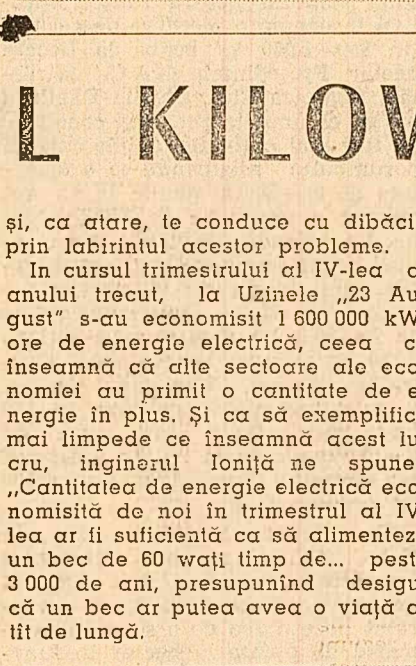 L KILOV
și, ca atare, te conduce cu dibăci
prin labirintul acestor probleme.
In cursul trimestrului al IV-lea a
anului trecut, la Uzinele „23 Au
gust" s-au economisit 1 600 000 kW
ore de energie electrică, ceea c
înseamnă că alte sectoare ale eco
nomiei au primit o cantitate de e
nergie în plus. Și ca să exemplific
mai limpede ce înseamnă acest lu
cru, inginerul Ioniță ne spune
„Cantitatea de energie electrică eco
nomisită de noi în trimestrul al IV
lea ar fi suficientă ca să alimentez
un bec de 60 wați timp de... pest
3 000 de ani, presupunînd desigu
că un bec ar putea avea o viață a
tît de lungă.